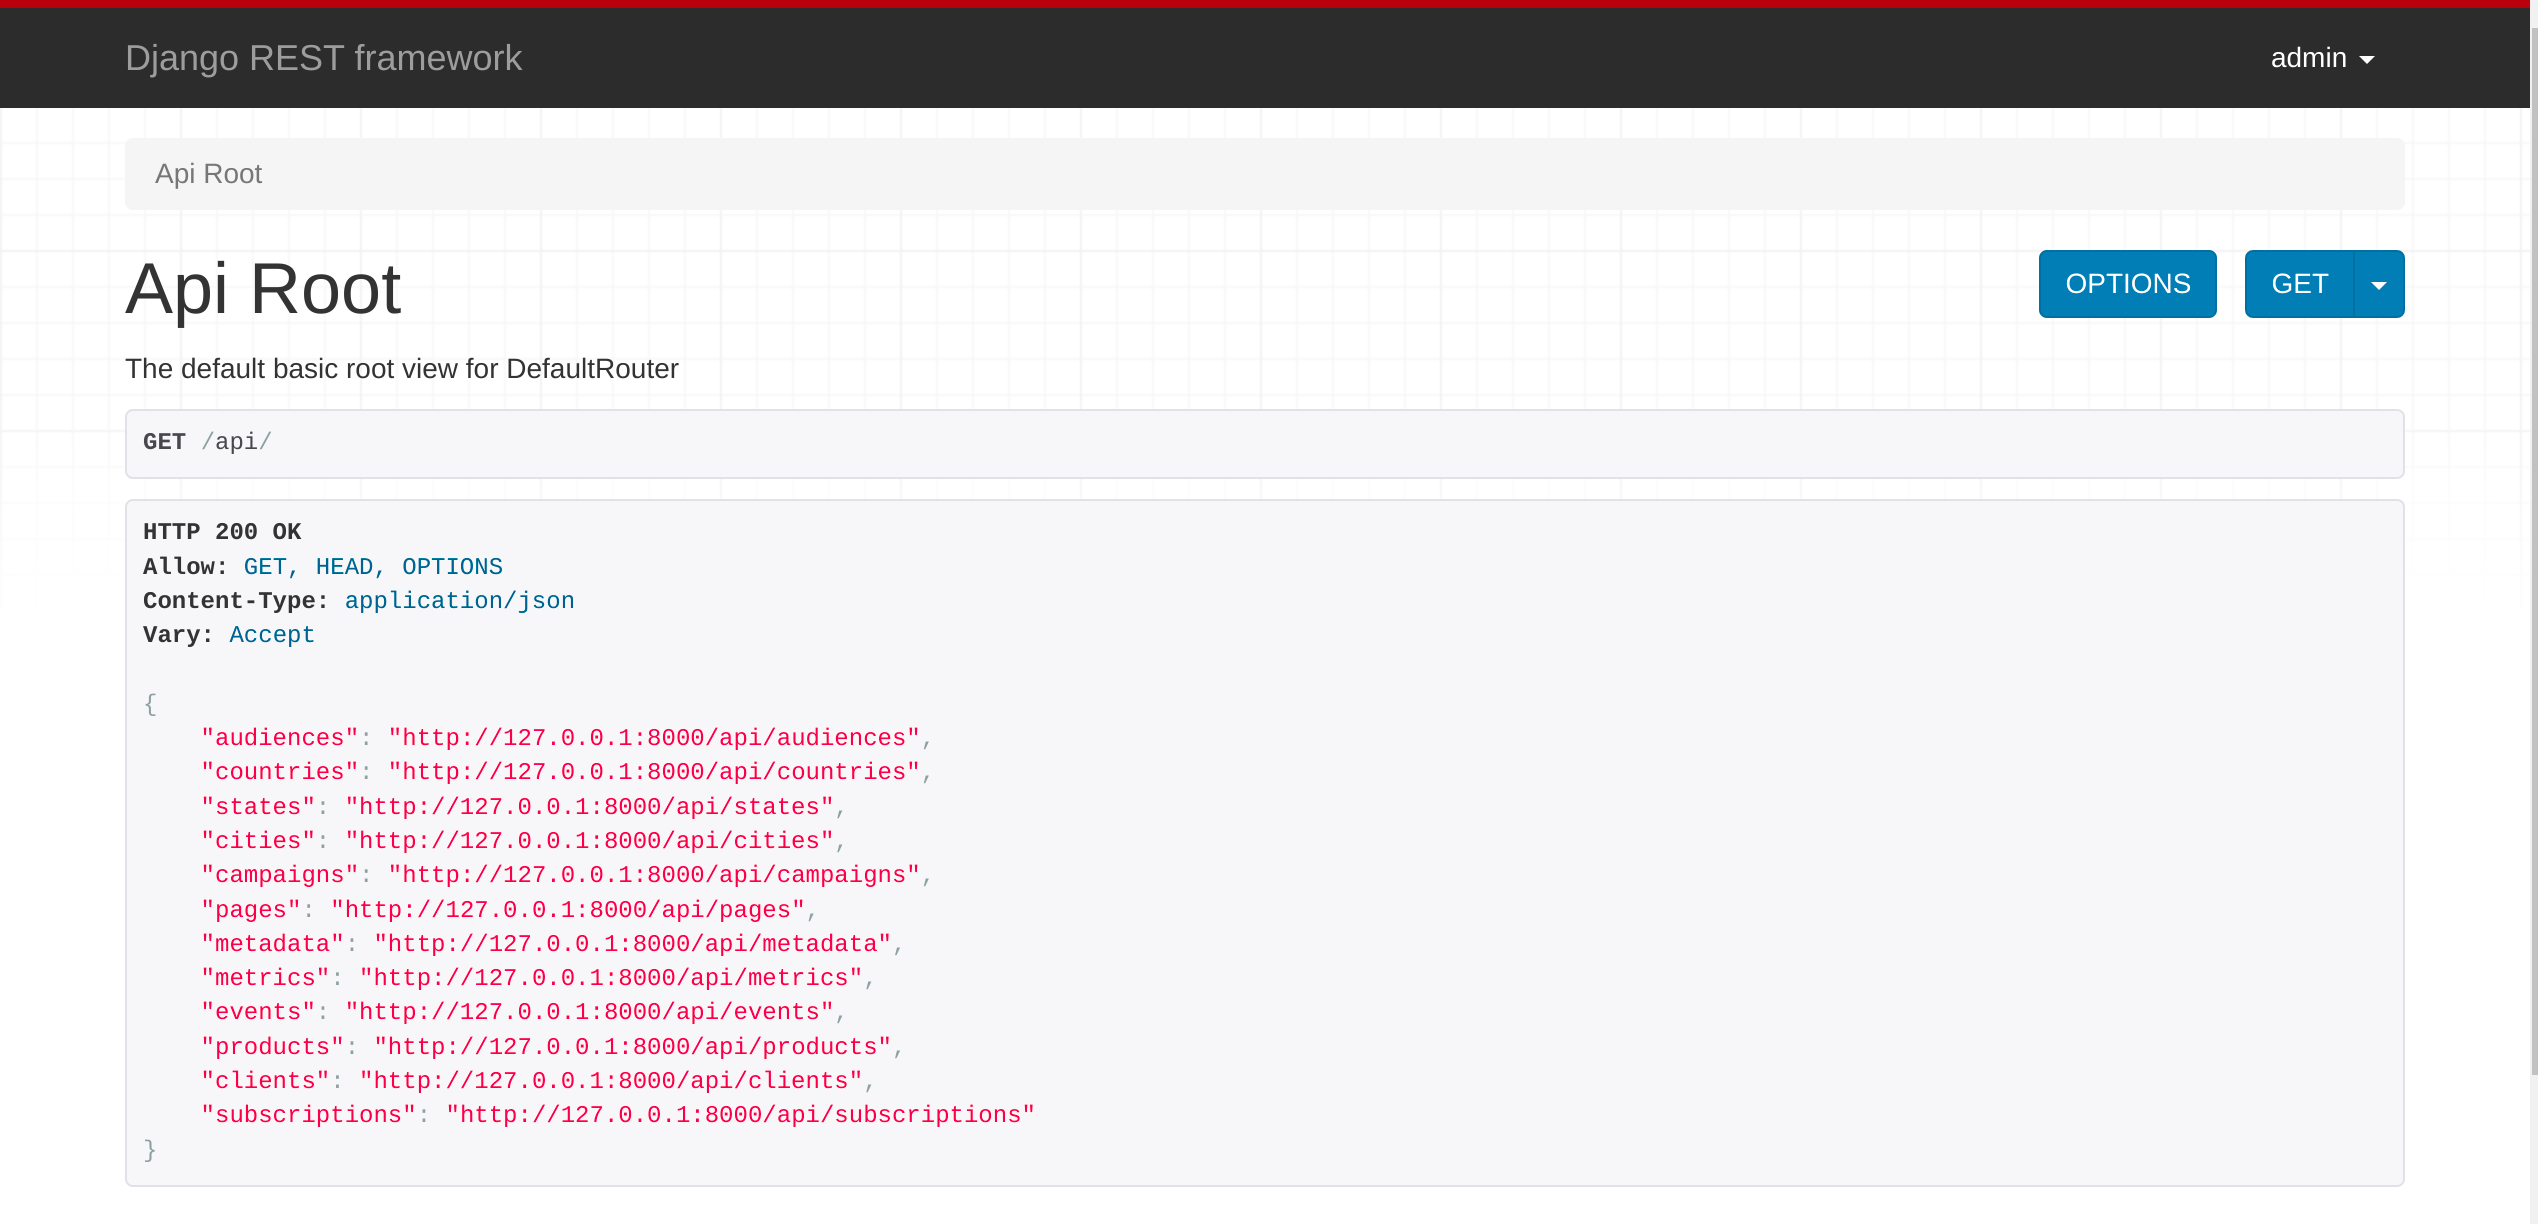 Django REST framework
admin
Api Root
Api Root
OPTIONS
GET
The default basic root view for DefaultRouter
GET /api/
HTTP 200 OK
Allow: GET, HEAD, OPTIONS
Content-Type: application/json
Vary: Accept
{
    "audiences": "http://127.0.0.1:8000/api/audiences",
    "countries": "http://127.0.0.1:8000/api/countries",
    "states": "http://127.0.0.1:8000/api/states",
    "cities": "http://127.0.0.1:8000/api/cities",
    "campaigns": "http://127.0.0.1:8000/api/campaigns",
    "pages": "http://127.0.0.1:8000/api/pages",
    "metadata": "http://127.0.0.1:8000/api/metadata",
    "metrics": "http://127.0.0.1:8000/api/metrics",
    "events": "http://127.0.0.1:8000/api/events",
    "products": "http://127.0.0.1:8000/api/products",
    "clients": "http://127.0.0.1:8000/api/clients",
    "subscriptions": "http://127.0.0.1:8000/api/subscriptions"
}